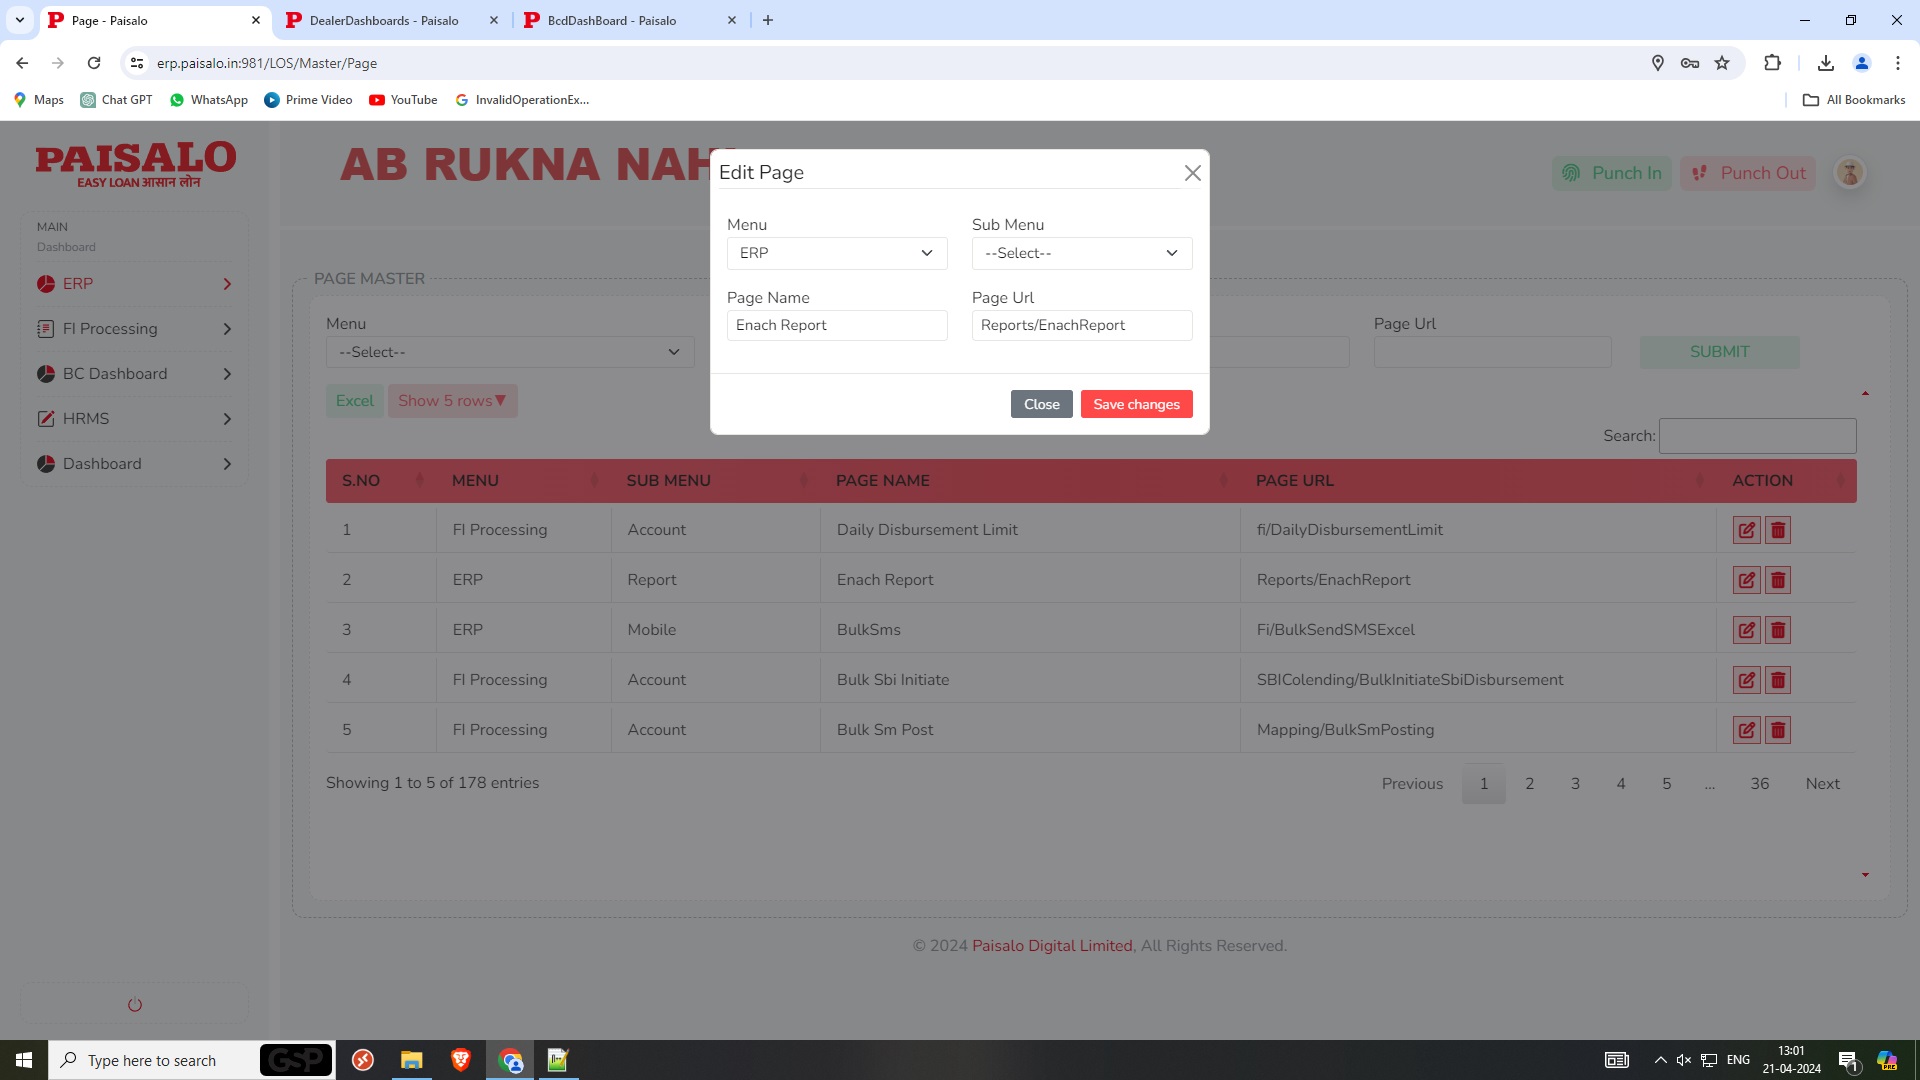 Page - Paisalo
DealerDashboards - Paisalo
BcdDashBoard - Paisalo
erp.paisalo.in:981/LOS/Master/Page
Maps
Chat GPT
WhatsApp
Prime Video
YouTube
InvalidOperationEx...
All Bookmarks
PAISALO
EASY LOAN आसान लोन
AB RUKNA NAH
Punch In
Punch Out
MAIN
Dashboard
ERP
FI Processing
BC Dashboard
HRMS
Dashboard
Edit Page
Menu
Sub Menu
ERP
--Select--
Page Name
Page Url
Enach Report
Reports/EnachReport
Close
Save changes
PAGE MASTER
Menu
Page Url
--Select--
SUBMIT
Excel
Show 5 rows▼
Search:
S.NO MENU SUB MENU PAGE NAME PAGE URL ACTION
1 FI Processing Account Daily Disbursement Limit fi/DailyDisbursementLimit
2 ERP Report Enach Report Reports/EnachReport
3 ERP Mobile BulkSms Fi/BulkSendSMSExcel
4 FI Processing Account Bulk Sbi Initiate SBIColending/BulkInitiateSbiDisbursement
5 FI Processing Account Bulk Sm Post Mapping/BulkSmPosting
Showing 1 to 5 of 178 entries
Previous 1 2 3 4 5 ... 36 Next
© 2024 Paisalo Digital Limited, All Rights Reserved.
Type here to search
GSP
ENG
13:01
21-04-2024
1
PRE